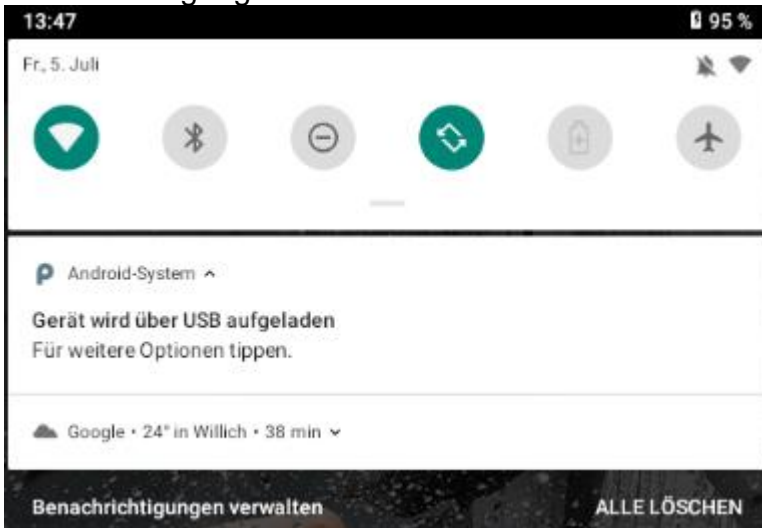 13:47 95 %
Fr., 5. Juli
Android-System
Gerät wird über USB aufgeladen
Für weitere Optionen tippen.
Google • 24° in Willich • 38 min
Benachrichtigungen verwalten ALLE LÖSCHEN